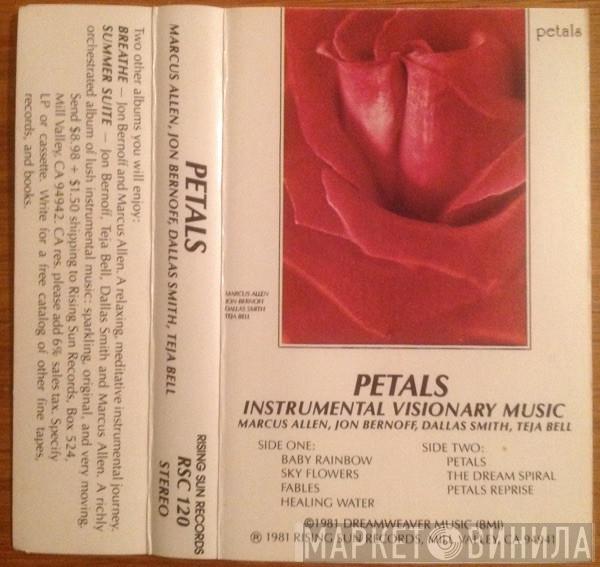 Two other albums you will enjoy:
BREATHE — Jon Bernoff and Marcus Allen. A relaxing, meditative instrumental journey.
SUMMER SUITE — Jon Bernoff, Teja Bell, Dallas Smith and Marcus Allen. A richly
orchestrated album of lush instrumental music: sparkling, original, and very moving.
Send $8.98 + $1.50 shipping to Rising Sun Records, Box 524,
Mill Valley, CA 94942. CA res. please add 6% sales tax. Specify
LP or cassette. Write for a free catalog of other fine tapes,
records, and books.
PETALS
MARCUS ALLEN, JON BERNOFF, DALLAS SMITH, TEJA BELL
RISING SUN RECORDS
RSC 120
STEREO
petals
MARCUS ALLEN
JON BERNOFF
DALLAS SMITH
TEJA BELL
PETALS
INSTRUMENTAL VISIONARY MUSIC
MARCUS ALLEN, JON BERNOFF, DALLAS SMITH, TEJA BELL
SIDE ONE:
BABY RAINBOW
SKY FLOWERS
FABLES
HEALING WATER
SIDE TWO:
PETALS
THE DREAM SPIRAL
PETALS REPRISE
©1981 DREAMWEAVER MUSIC (BMI)
℗ 1981 RISING SUN RECORDS, MILL VALLEY, CA 94941
МАРКЕТ ВИНИЛА